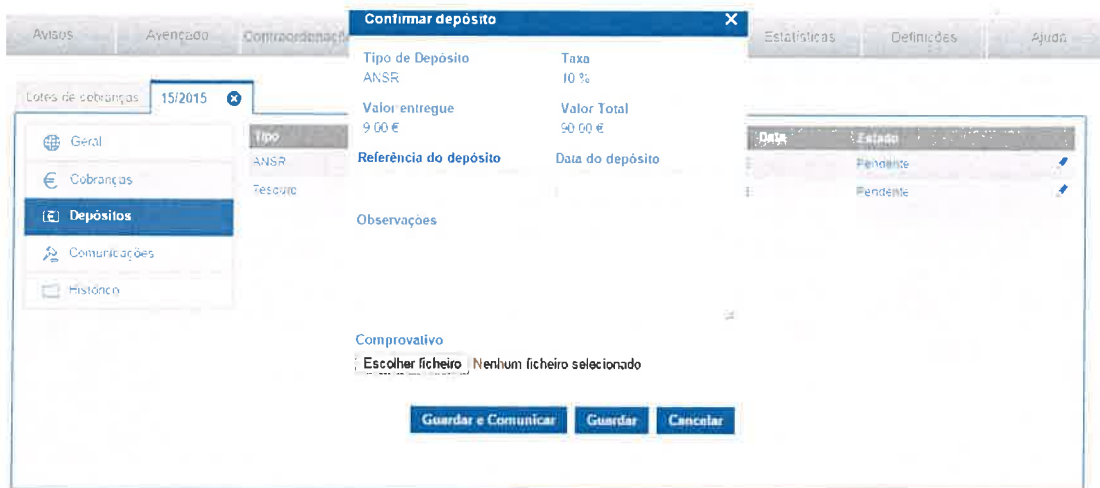 Confirmar depósito
Avisos Avençado Contraordenaçõ Estatísticas Definições Ajuda
Tipo de Depósito Taxa
ANSR 10 %
Lotes de cobranças 15/2015
Valor entregue Valor Total
9.00 € 90.00 €
Geral
Tipo Data Estado
Referência do depósito Data do depósito
ANSR Pendente
Cobranças
Tesouro Pendente
Depósitos
Observações
Comunicações
Histórico
Comprovativo
Escolher ficheiro Nenhum ficheiro selecionado
Guardar e Comunicar Guardar Cancelar